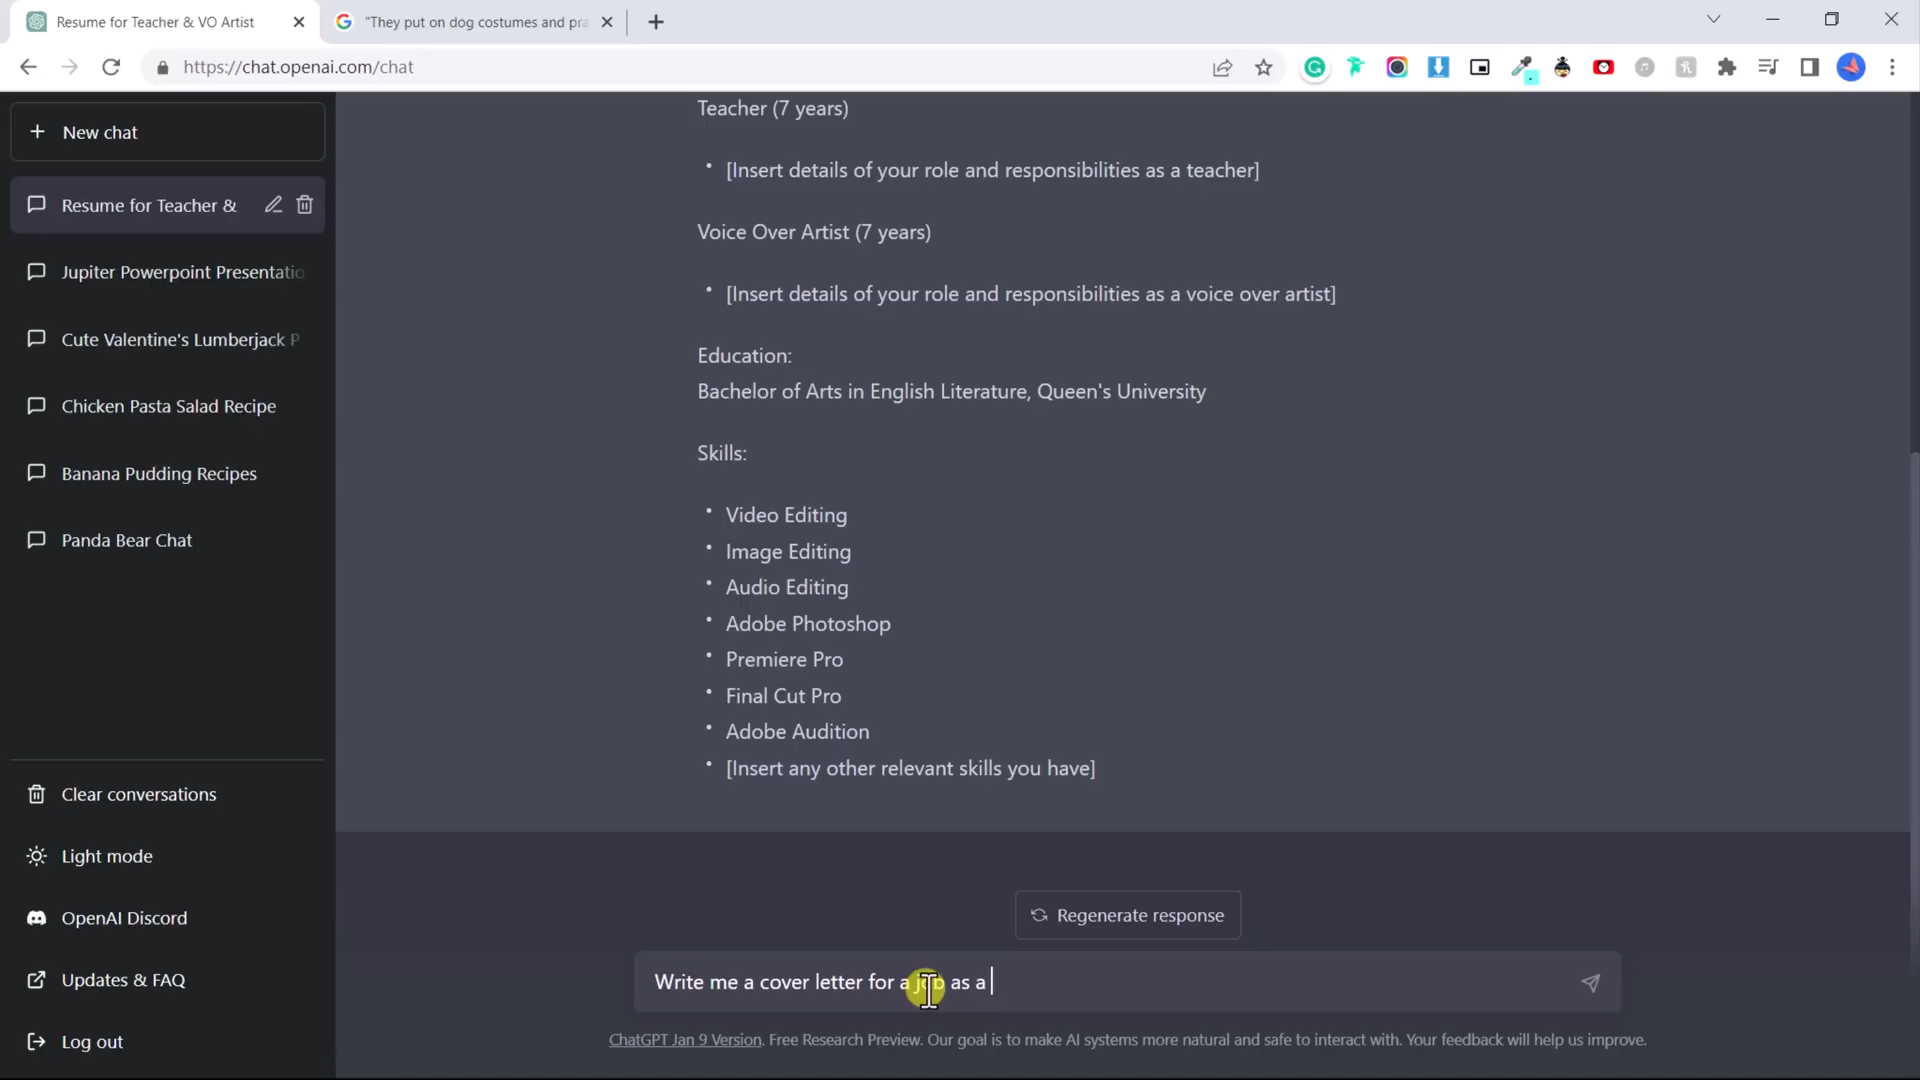 Resume for Teacher & VO Artist
"They put on dog costumes and pra
https://chat.openai.com/chat
New chat
Resume for Teacher &
Jupiter Powerpoint Presentatio
Cute Valentine's Lumberjack P
Chicken Pasta Salad Recipe
Banana Pudding Recipes
Panda Bear Chat
Clear conversations
Light mode
OpenAI Discord
Updates & FAQ
Log out
Teacher (7 years)
• [Insert details of your role and responsibilities as a teacher]
Voice Over Artist (7 years)
• [Insert details of your role and responsibilities as a voice over artist]
Education:
Bachelor of Arts in English Literature, Queen's University
Skills:
• Video Editing
• Image Editing
• Audio Editing
• Adobe Photoshop
• Premiere Pro
• Final Cut Pro
• Adobe Audition
• [Insert any other relevant skills you have]
Regenerate response
Write me a cover letter for a job as a
ChatGPT Jan 9 Version. Free Research Preview. Our goal is to make AI systems more natural and safe to interact with. Your feedback will help us improve.